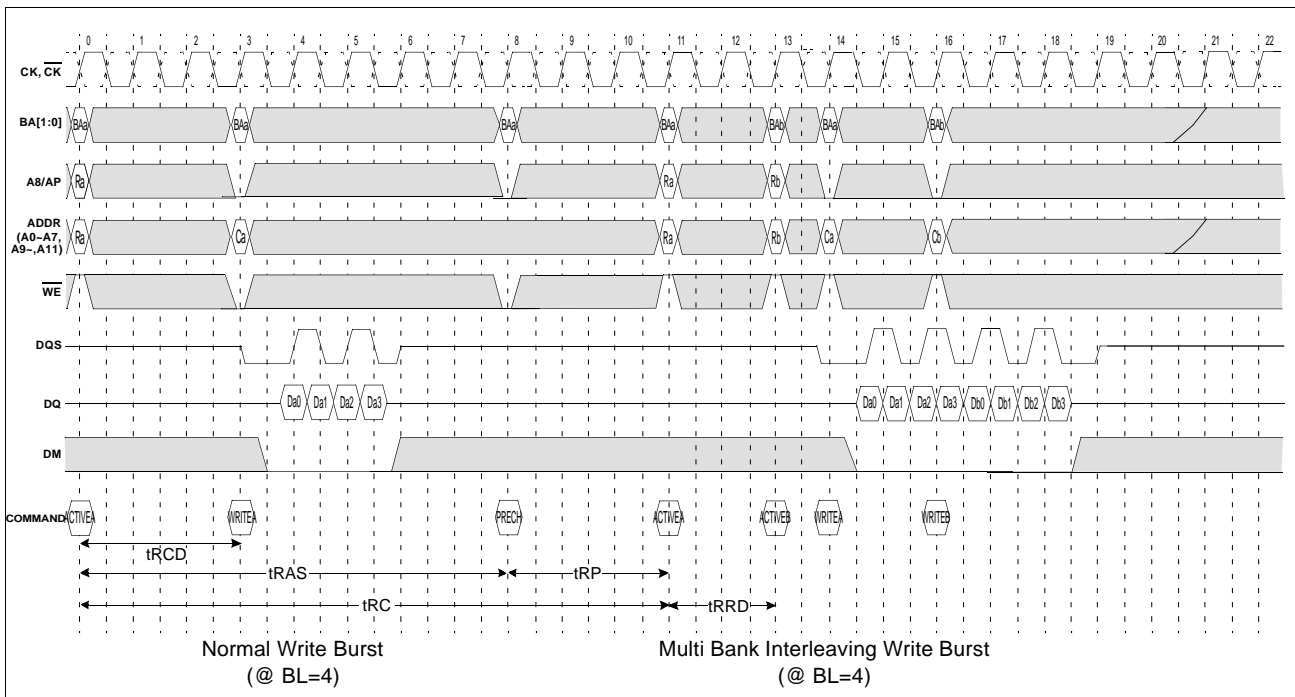 0 1 2 3 4 5 6 7 8 9 10 11 12 13 14 15 16 17 18 19 20 21 22
CK, CK
BA[1:0] BAa BAa BAa BAa BAb BAa BAb
A8/AP Ra Ra Rb
ADDR
(A0~A7,
A9~,A11)
Ra Ca Ra Rb Ca Cb
WE
DQS
DQ Da0 Da1 Da2 Da3 Da0 Da1 Da2 Da3 Db0 Db1 Db2 Db3
DM
COMMAND ACTIVEA WRITEA PRECH ACTIVEA ACTIVEB WRITEA WRITEB
tRCD
tRAS tRP
tRC tRRD
Normal Write Burst Multi Bank Interleaving Write Burst
(@ BL=4) (@ BL=4)